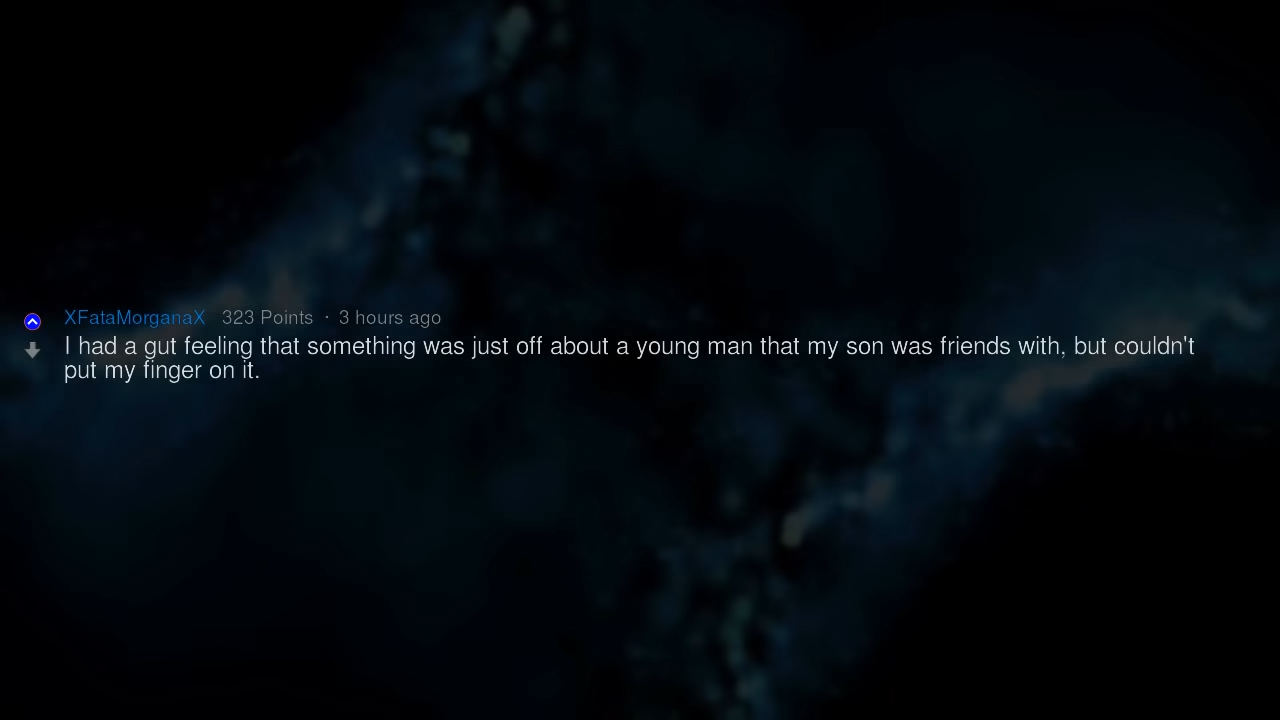 XFataMorganaX 323 Points · 3 hours ago
I had a gut feeling that something was just off about a young man that my son was friends with, but couldn't
put my finger on it.